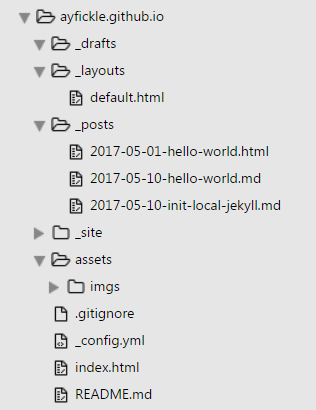 ayfickle.github.io
_drafts
_layouts
default.html
_posts
2017-05-01-hello-world.html
2017-05-10-hello-world.md
2017-05-10-init-local-jekyll.md
_site
assets
imgs
.gitignore
_config.yml
index.html
README.md